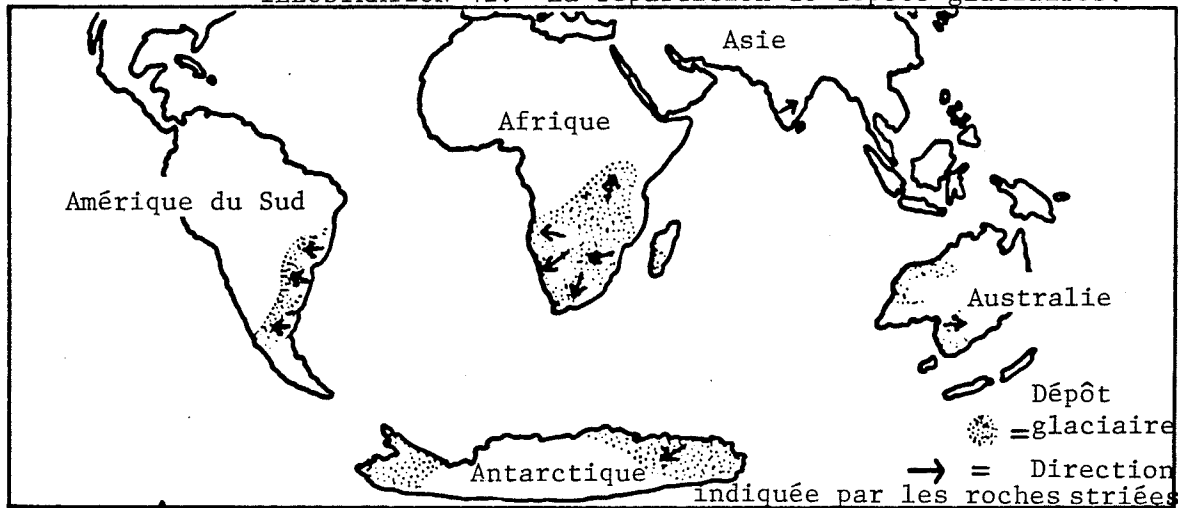 Asie
Afrique
Amérique du Sud
Australie
Antarctique
Dépôt
= glaciaire
= Direction
indiquée par les roches striées